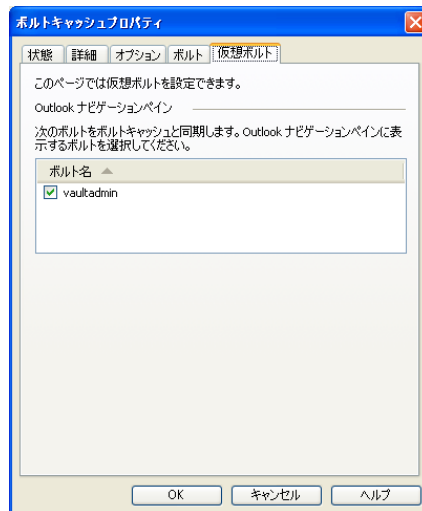 ボルトキャッシュプロパティ
状態 詳細 オプション ボルト 仮想ボルト
このページでは仮想ボルトを設定できます。
Outlook ナビゲーションペイン
次のボルトをボルトキャッシュと同期します。Outlook ナビゲーションペインに表
示するボルトを選択してください。
ボルト名
vaultadmin
OK キャンセル ヘルプ